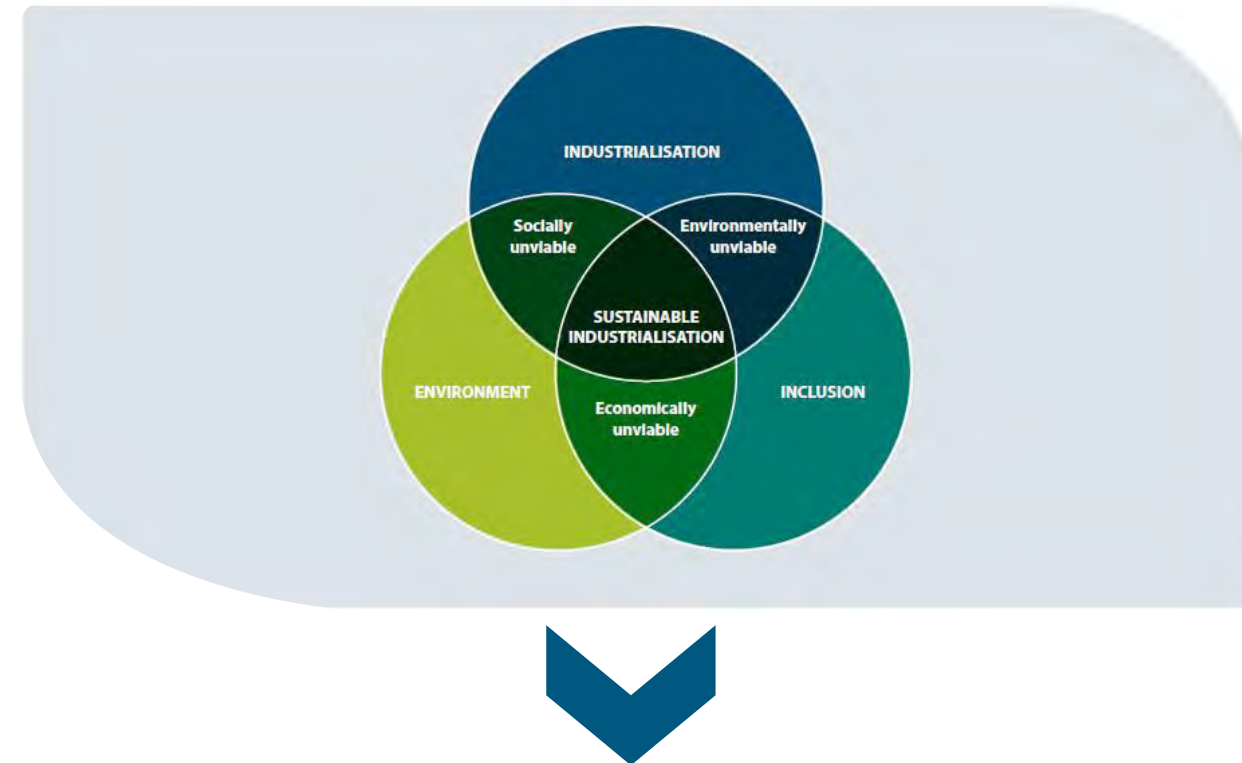 INDUSTRIALISATION
Socially
unviable
Environmentally
unviable
SUSTAINABLE
INDUSTRIALISATION
ENVIRONMENT
INCLUSION
Economically
unviable